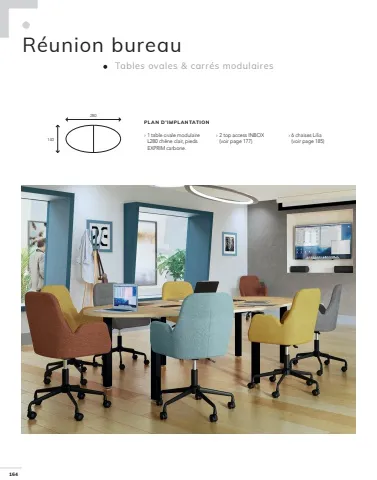 Réunion bureau
Tables ovales & carrés modulaires
280
PLAN D'IMPLANTATION
› 1 table ovale modulaire
L280 chêne clair, pieds
EXPRIM carbone.
› 2 top access INBOX
(voir page 177)
› 6 chaises Lilia
(voir page 185)
164